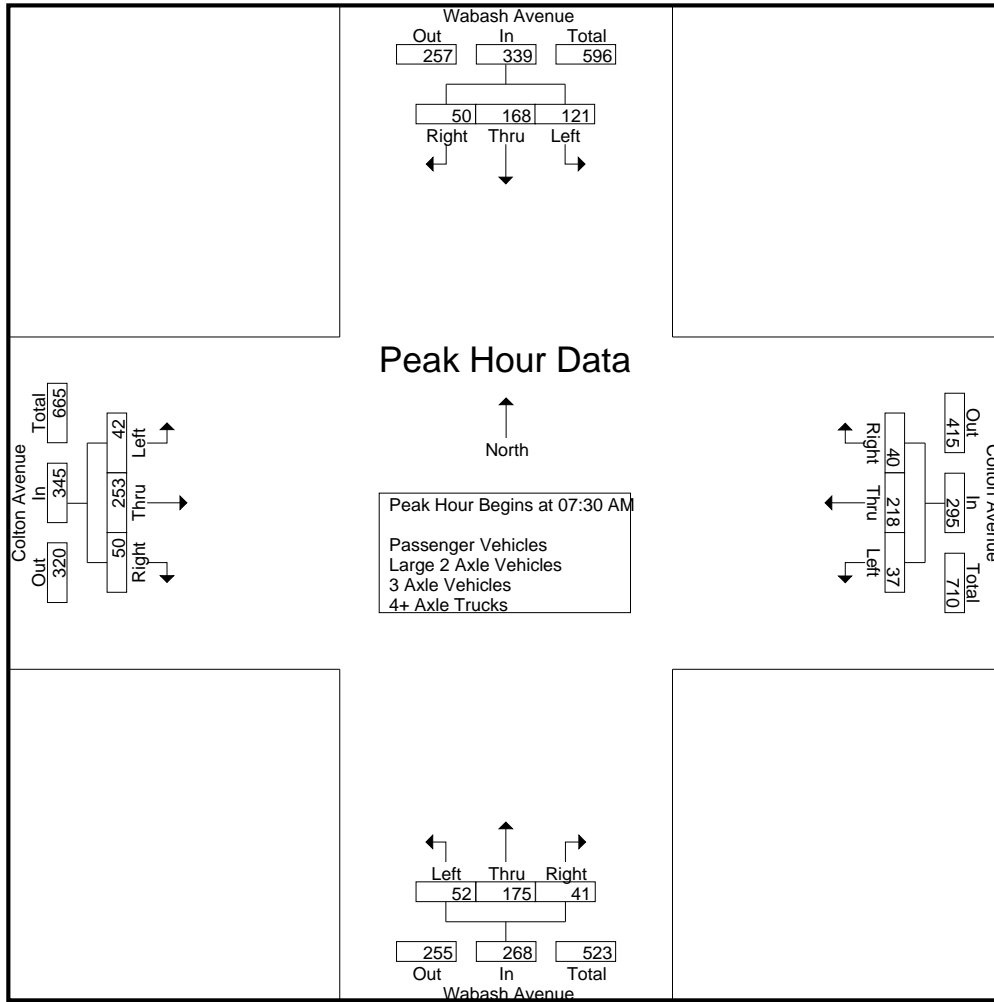 Wabash Avenue
Out In Total
257 339 596
50 168 121
Right Thru Left
Peak Hour Data
North
Peak Hour Begins at 07:30 AM
Passenger Vehicles
Large 2 Axle Vehicles
3 Axle Vehicles
4+ Axle Trucks
Colton Avenue
Out In Total
320 345 665
50 253 42
Right Thru Left
Colton Avenue
Out In Total
415 295 710
40 218 37
Right Thru Left
Left Thru Right
52 175 41
255 268 523
Out In Total
Wabash Avenue